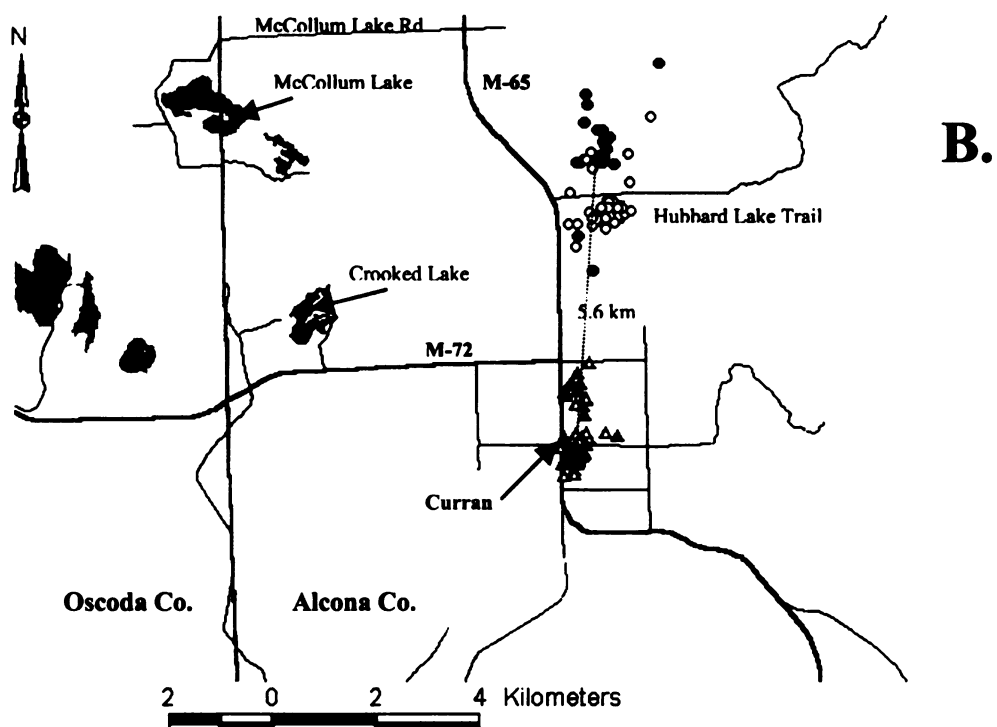 McCollum Lake Rd
N
McCollum Lake
M-65
B.
Hubbard Lake Trail
Crooked Lake
5.6 km
M-72
Curran
Oscoda Co.
Alcona Co.
2 0 2 4 Kilometers